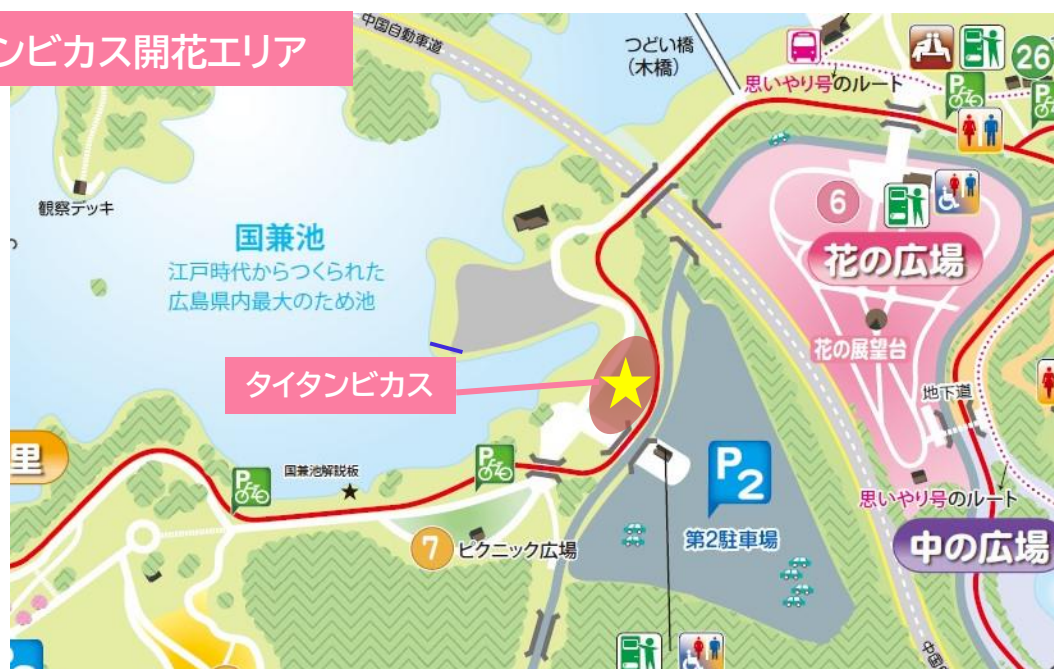 ンビカス開花エリア
中国自動車道
つどい橋
(木橋)
思いやり号のルート
26
P
P
観察デッキ
国兼池
江戸時代からつくられた
広島県内最大のため池
6
花の広場
花の展望台
タイタンビカス
地下道
里
P
国兼池解説板
P
P2
第2駐車場
思いやり号のルート
7
ピクニック広場
中の広場
中国自